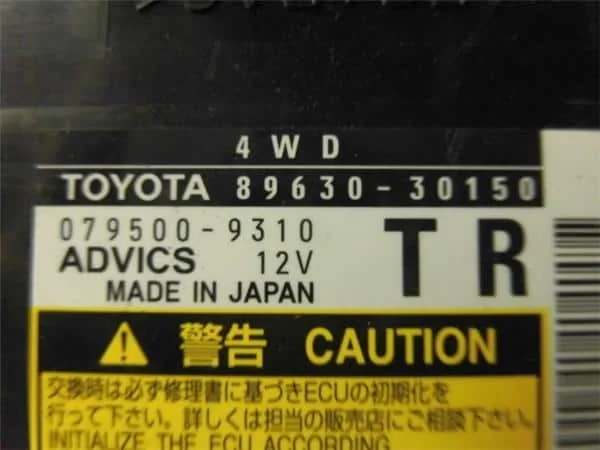 4WD
TOYOTA 89630-30150
079500-9310
ADVICS 12V
TR
MADE IN JAPAN
警告 CAUTION
交換時は必ず修理書に基づきECUの初期化を
行って下さい。詳しくは担当の販売店にご相談下さい。
INITIALIZE THE ECU ACCORDING